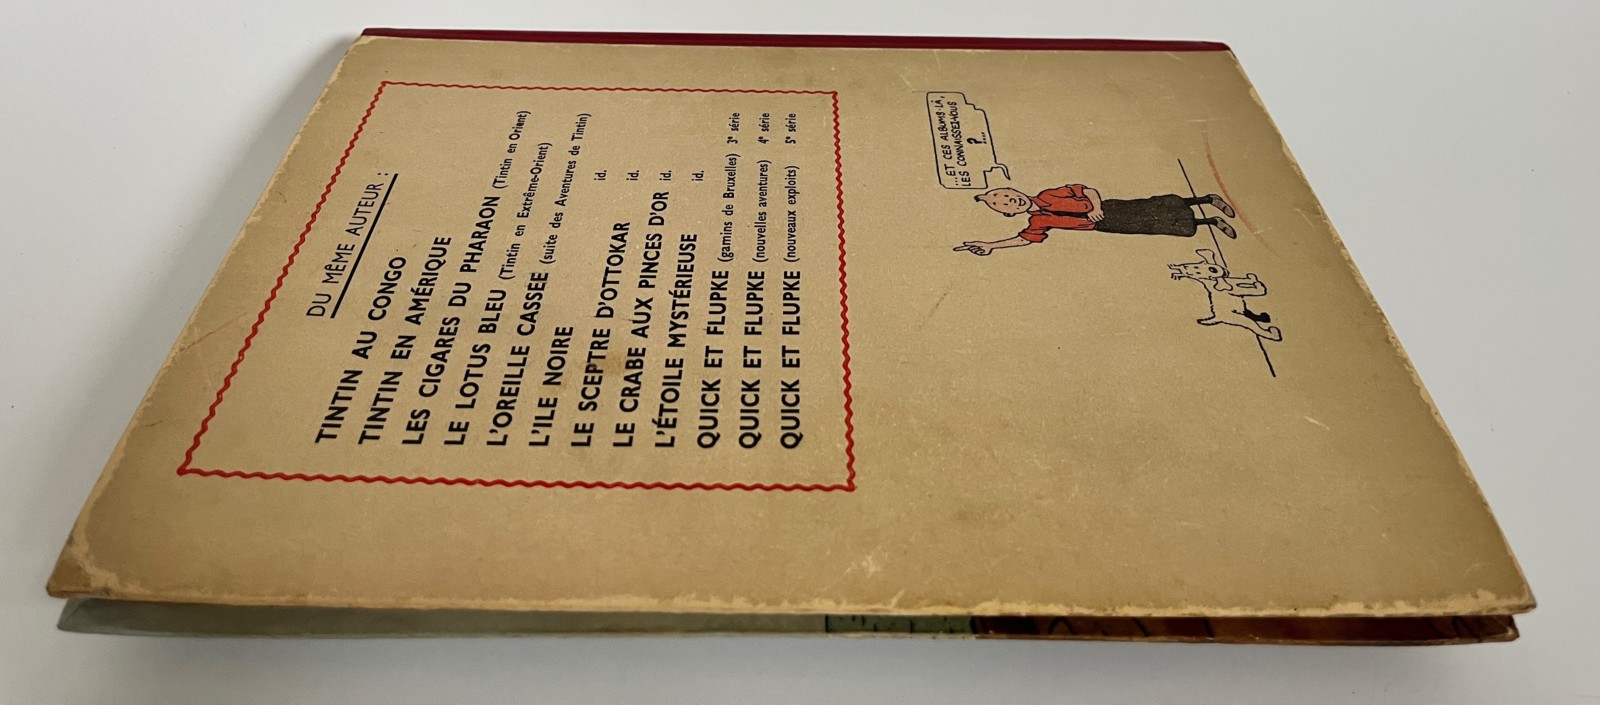 DU MÊME AUTEUR :
TINTIN AU CONGO
TINTIN EN AMÉRIQUE
LES CIGARES DU PHARAON (Tintin en Orient)
LE LOTUS BLEU (Tintin en Extrême-Orient)
L'OREILLE CASSÉE (suite des Aventures de Tintin)
L'ILE NOIRE id.
LE SCEPTRE D'OTTOKAR id.
LE CRABE AUX PINCES D'OR id.
L'ÉTOILE MYSTÉRIEUSE id.
QUICK ET FLUPKE (gamins de Bruxelles) 3e série
QUICK ET FLUPKE (nouvelles aventures) 4e série
QUICK ET FLUPKE (nouveaux exploits) 5e série
...ET CES ALBUMS-LÀ,
LES CONNAISSEZ-VOUS
?...